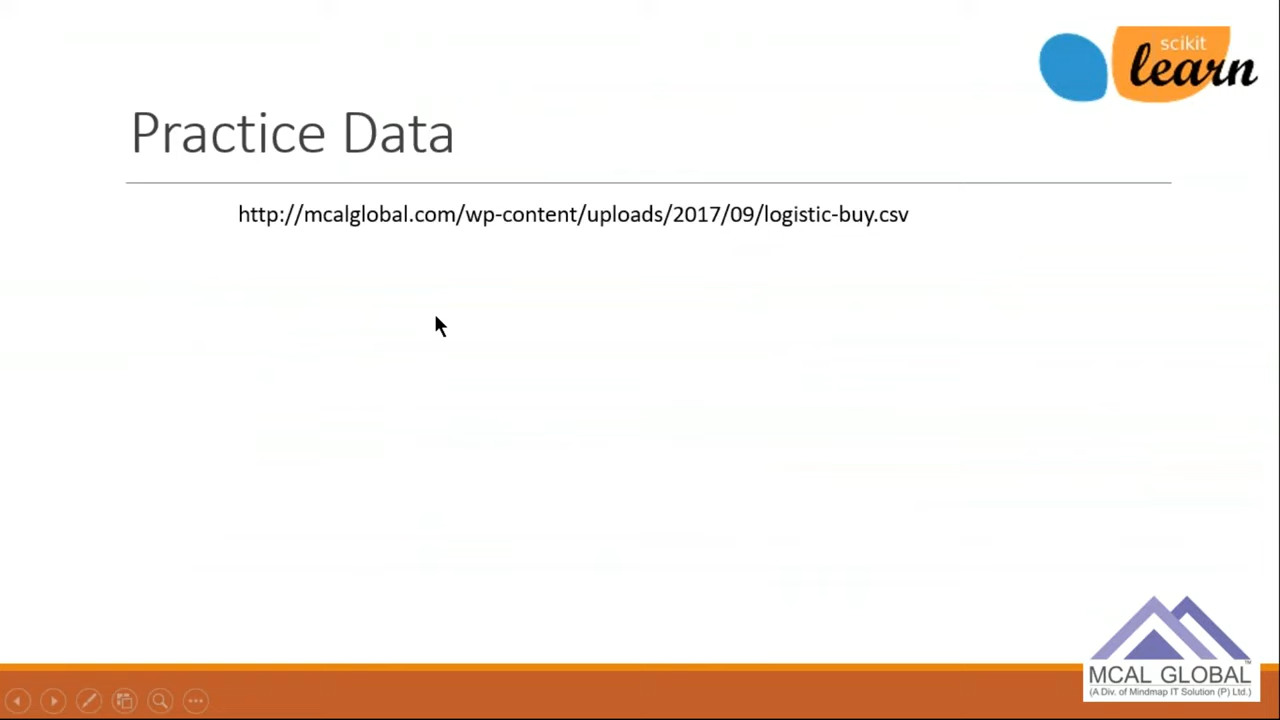 scikit
learn
Practice Data
http://mcalglobal.com/wp-content/uploads/2017/09/logistic-buy.csv
MCAL GLOBAL™
(A Div. of Mindmap IT Solution (P) Ltd.)